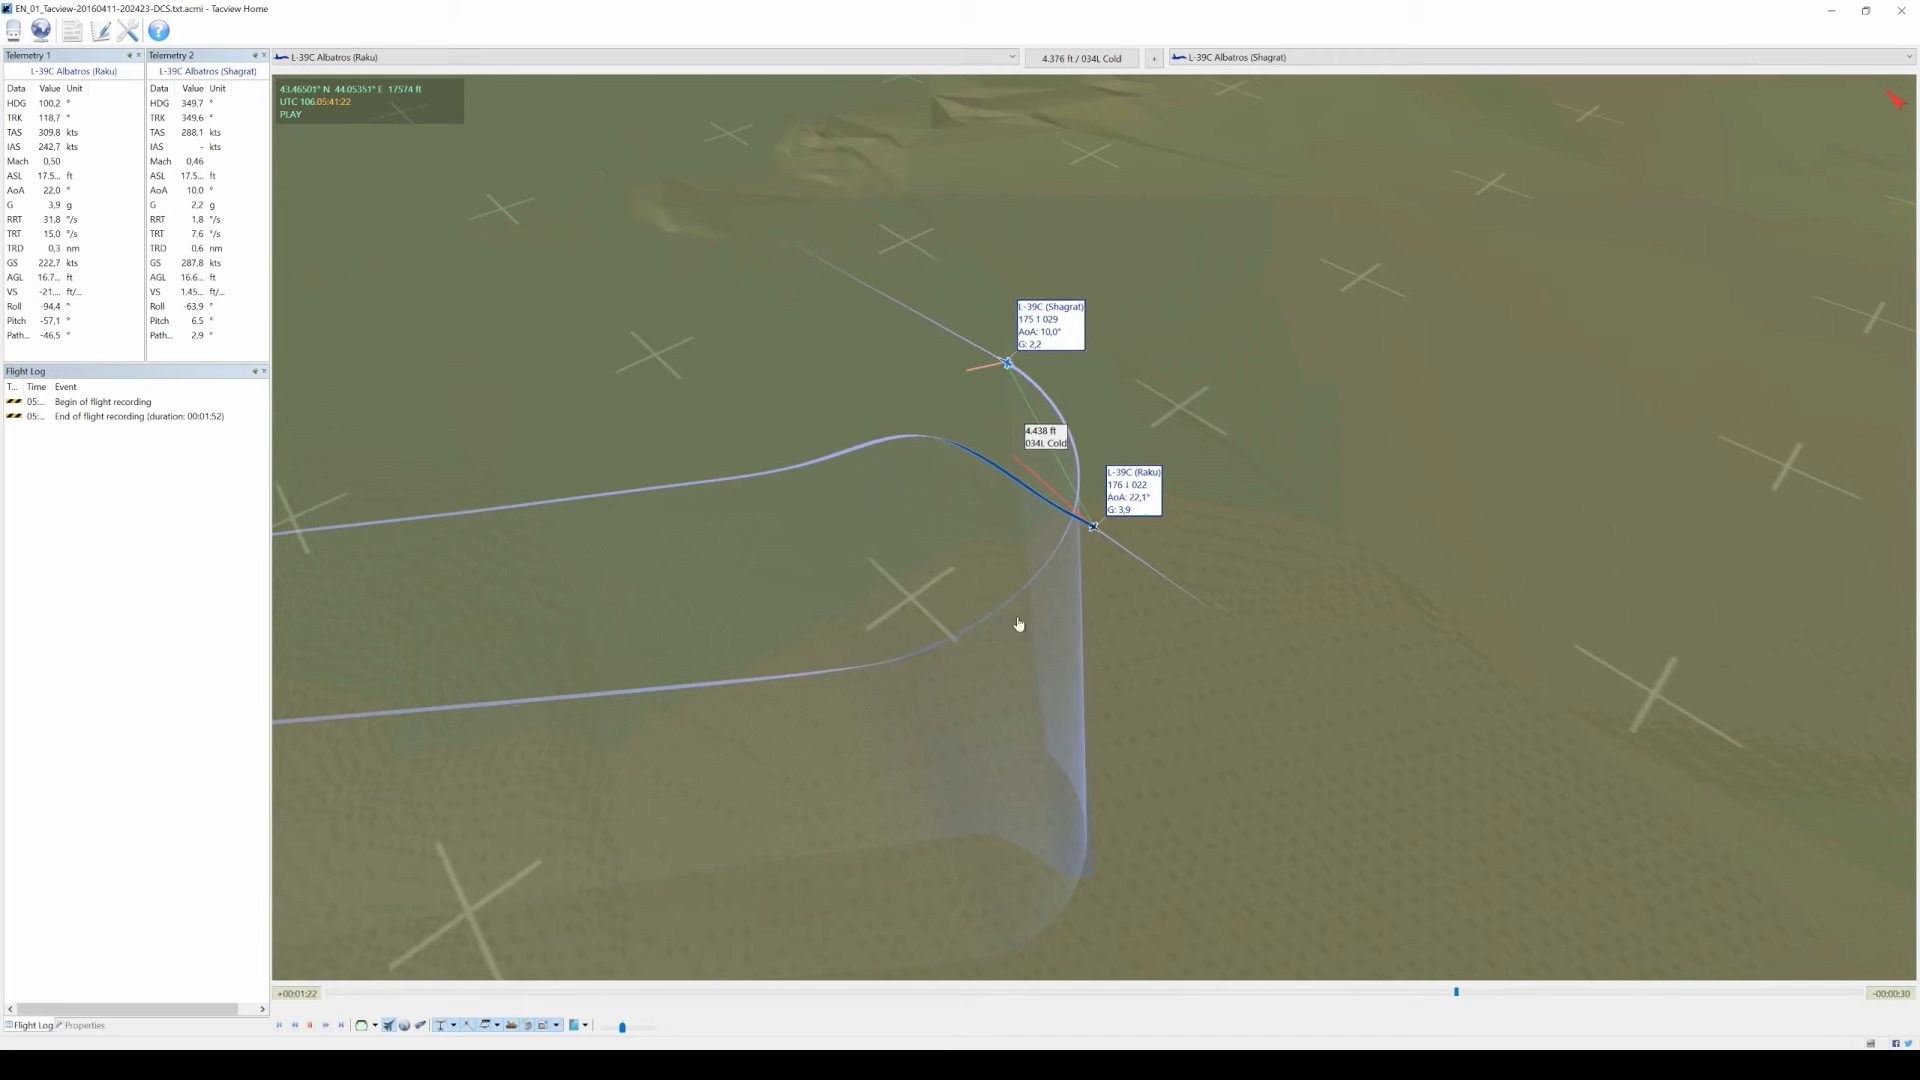 EN_01_Tacview-20160411-202423-DCS.txt.acmi - Tacview Home
Telemetry 1
Telemetry 2
L-39C Albatros (Raku)
4.376 ft / 034L Cold
+
L-39C Albatros (Shagrat)
L-39C Albatros (Raku)
Data Value Unit
HDG 100,2 °
TRK 118,7 °
TAS 309,8 kts
IAS 242,7 kts
Mach 0,50
ASL 17.5... ft
AoA 22,0 °
G 3,9 g
RRT 31,8 °/s
TRT 15,0 °/s
TRD 0,3 nm
GS 222,7 kts
AGL 16.7... ft
VS -21.... ft/...
Roll -94,4 °
Pitch -57,1 °
Path... -46,5 °
L-39C Albatros (Shagrat)
Data Value Unit
HDG 349,7 °
TRK 349,6 °
TAS 288,1 kts
IAS - kts
Mach 0,46
ASL 17.5... ft
AoA 10,0 °
G 2,2 g
RRT 1,8 °/s
TRT 7,6 °/s
TRD 0,6 nm
GS 287,8 kts
AGL 16.6... ft
VS 1.45... ft/...
Roll -63,9 °
Pitch 6,5 °
Path... 2,9 °
43.46501° N 44.05351° E 17574 ft
UTC 106.05:41:22
PLAY
L-39C (Shagrat)
175 ↑ 029
AoA: 10,0°
G: 2,2
4.438 ft
034L Cold
L-39C (Raku)
176 ↓ 022
AoA: 22,1°
G: 3,9
Flight Log
T... Time Event
05:... Begin of flight recording
05:... End of flight recording (duration: 00:01:52)
+00:01:22
-00:00:30
Flight Log
Properties